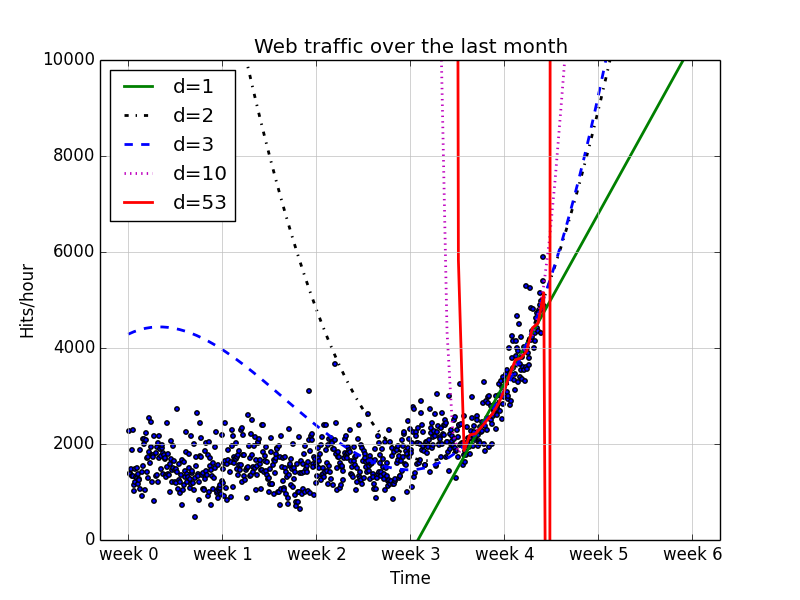 Web traffic over the last month
10000
8000
6000
4000
2000
0
Hits/hour
d=1
d=2
d=3
d=10
d=53
week 0 week 1 week 2 week 3 week 4 week 5 week 6
Time